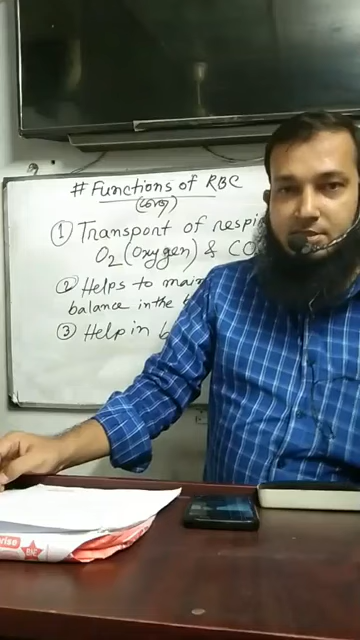 # Functions of RBC
(কাজ)
① Transport of respi
O₂ (Oxygen) & CO
② Helps to main
balance in the
③ Help in b